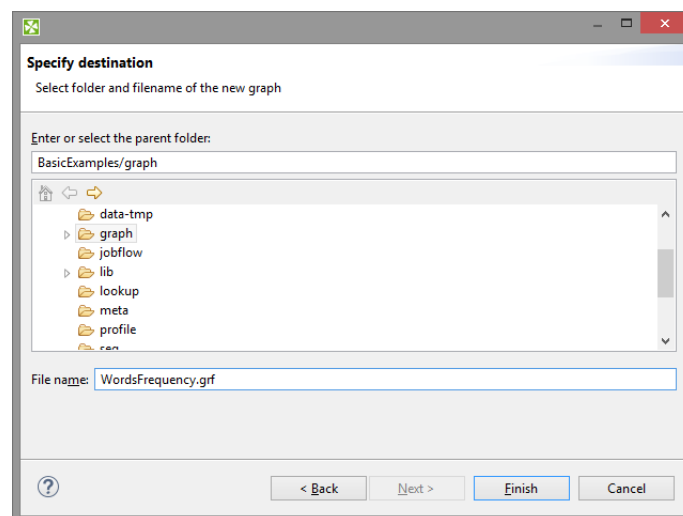 Specify destination
Select folder and filename of the new graph
Enter or select the parent folder:
BasicExamples/graph
data-tmp
graph
jobflow
lib
lookup
meta
profile
seq
File name: WordsFrequency.grf
< Back Next > Finish Cancel